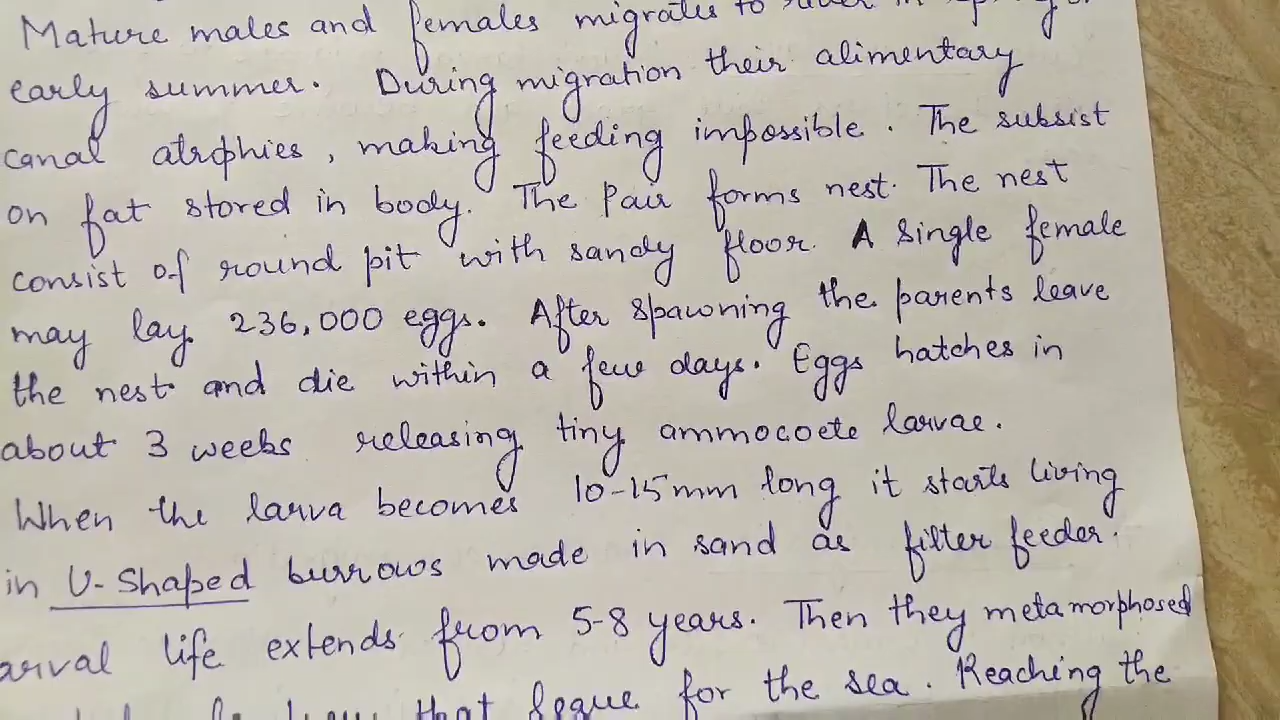 Mature males and females migrates to in
early summer. During migration their alimentary
canal atrophies, making feeding impossible. The subsist
on fat stored in body. The Pair forms nest. The nest
consist of round pit with sandy floor. A single female
may lay 236,000 eggs. After spawning the parents leave
the nest and die within a few days. Eggs hatches in
about 3 weeks releasing tiny ammocoete larvae.
When the larva becomes 10-15mm long it starts living
in U-Shaped burrows made in sand as filter feeder.
arval life extends from 5-8 years. Then they metamorphosed
that leave for the sea. Reaching the